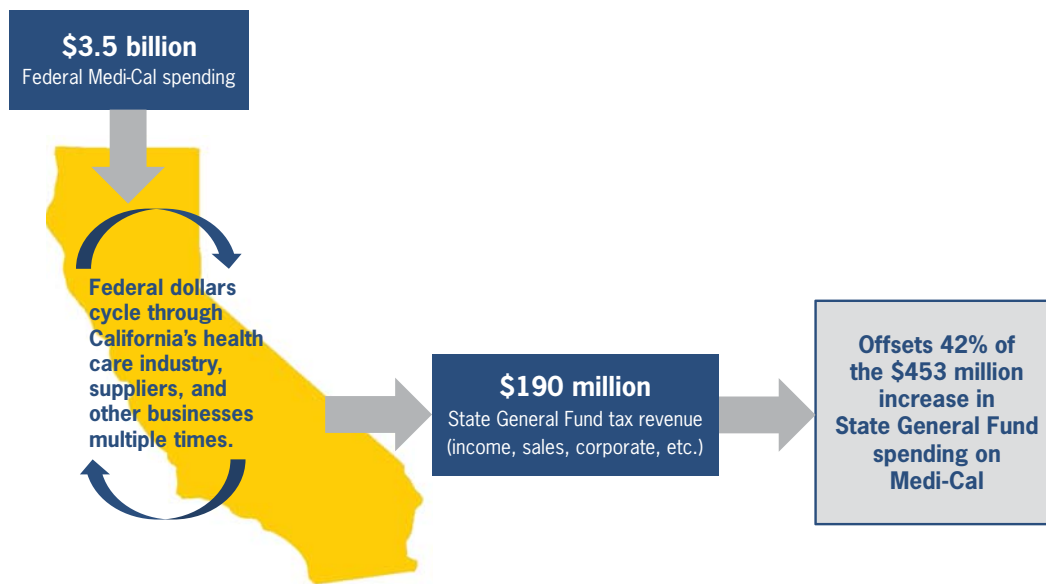 $3.5 billion
Federal Medi-Cal spending
Federal dollars
cycle through
California’s health
care industry,
suppliers, and
other businesses
multiple times.
$190 million
State General Fund tax revenue
(income, sales, corporate, etc.)
Offsets 42% of
the $453 million
increase in
State General Fund
spending on
Medi-Cal